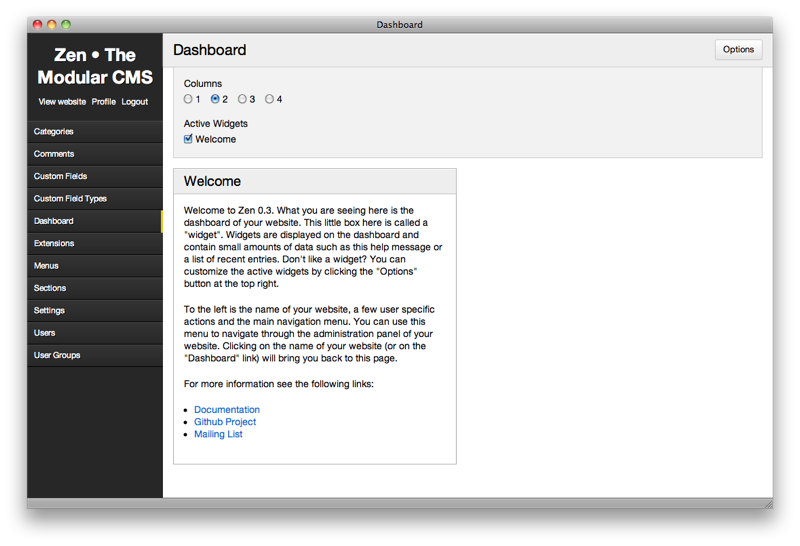 Dashboard
Zen • The
Modular CMS
View website Profile Logout
Categories
Comments
Custom Fields
Custom Field Types
Dashboard
Extensions
Menus
Sections
Settings
Users
User Groups
Dashboard
Options
Columns
1 2 3 4
Active Widgets
Welcome
Welcome
Welcome to Zen 0.3. What you are seeing here is the
dashboard of your website. This little box here is called a
"widget". Widgets are displayed on the dashboard and
contain small amounts of data such as this help message or
a list of recent entries. Don't like a widget? You can
customize the active widgets by clicking the "Options"
button at the top right.
To the left is the name of your website, a few user specific
actions and the main navigation menu. You can use this
menu to navigate through the administration panel of your
website. Clicking on the name of your website (or on the
"Dashboard" link) will bring you back to this page.
For more information see the following links:
• Documentation
• Github Project
• Mailing List